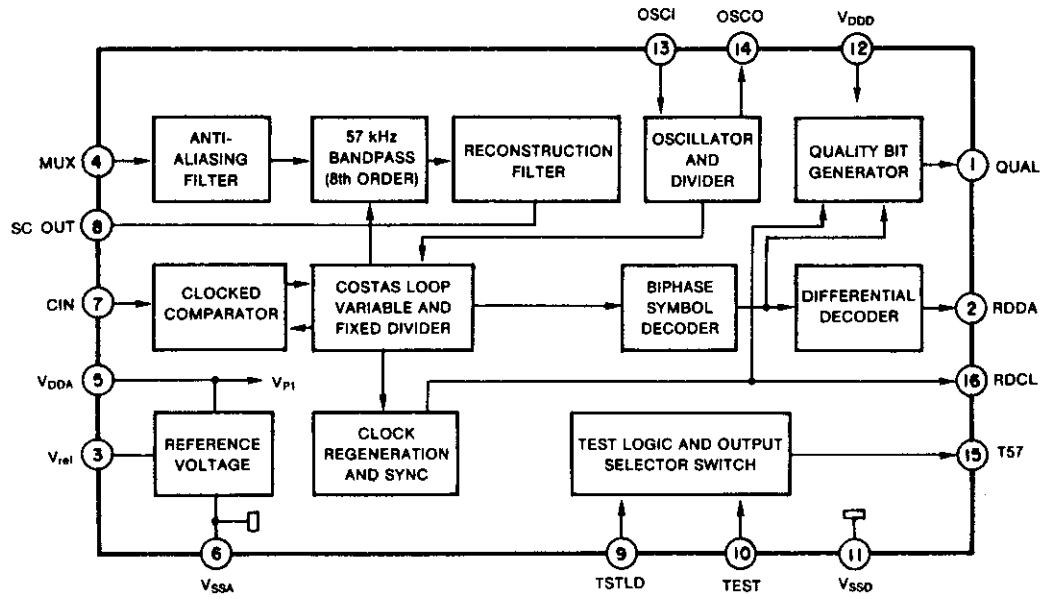 OSCI
OSCO
VDDD
13
14
12
ANTI-
ALIASING
FILTER
57 kHz
BANDPASS
(8th ORDER)
RECONSTRUCTION
FILTER
OSCILLATOR
AND
DIVIDER
QUALITY BIT
GENERATOR
MUX
4
1
QUAL
SC OUT
8
CIN
7
CLOCKED
COMPARATOR
COSTAS LOOP
VARIABLE AND
FIXED DIVIDER
BIPHASE
SYMBOL
DECODER
DIFFERENTIAL
DECODER
2
RDDA
VDDA
5
VP1
16
RDCL
Vref
3
REFERENCE
VOLTAGE
CLOCK
REGENERATION
AND SYNC
TEST LOGIC AND OUTPUT
SELECTOR SWITCH
15
T57
6
9
10
11
VSSA
TSTLD
TEST
VSSD